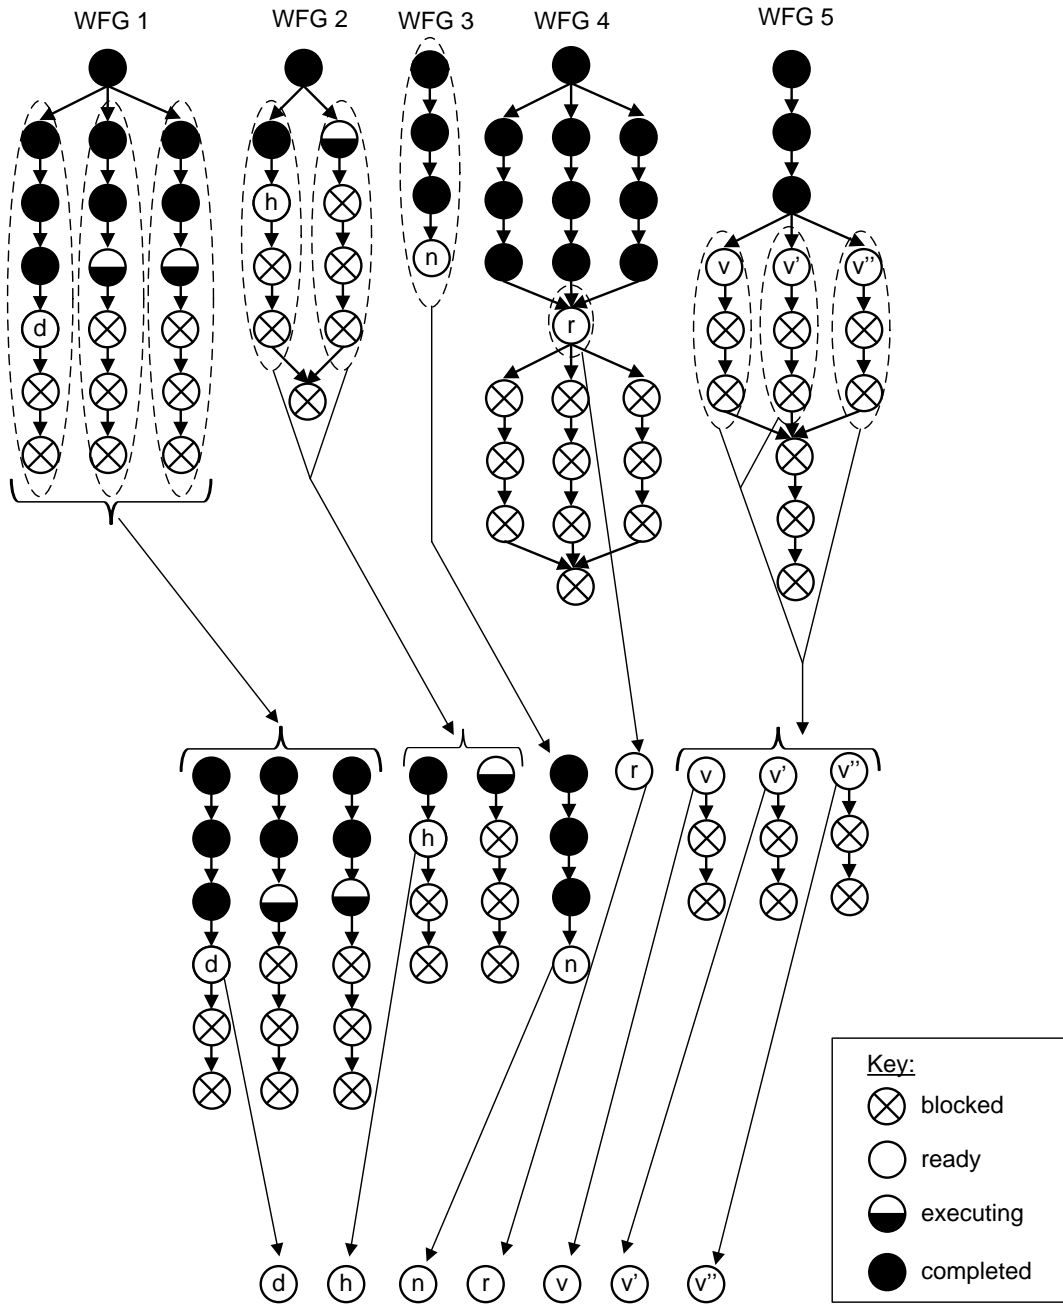 WFG 1 WFG 2 WFG 3 WFG 4 WFG 5
h
n
v v' v''
d r
r v v' v''
h
d n
Key:
blocked
ready
executing
completed
d h n r v v' v''